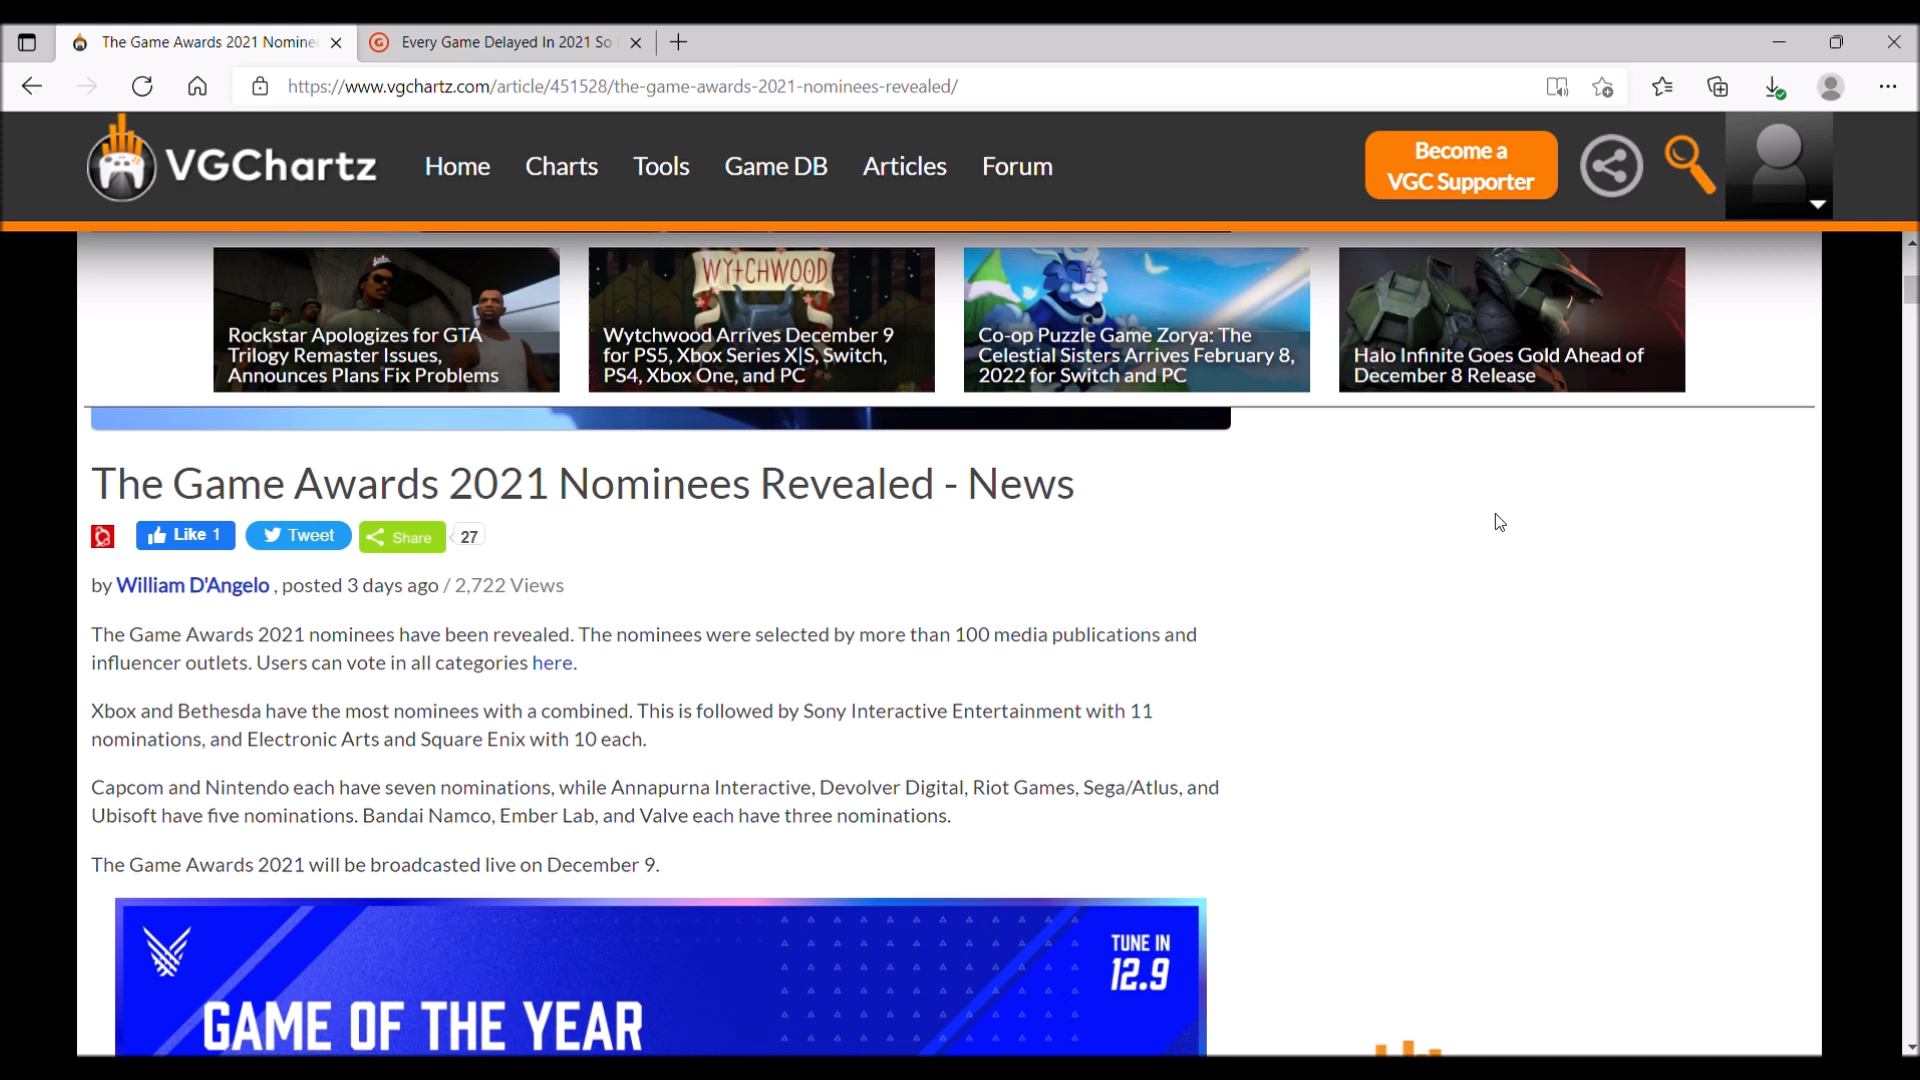 The Game Awards 2021 Nomine
Every Game Delayed In 2021 So
https://www.vgchartz.com/article/451528/the-game-awards-2021-nominees-revealed/
VGChartz
Home Charts Tools Game DB Articles Forum
Become a
VGC Supporter
Rockstar Apologizes for GTA
Trilogy Remaster Issues,
Announces Plans Fix Problems
WYTCHWOOD
Wytchwood Arrives December 9
for PS5, Xbox Series X|S, Switch,
PS4, Xbox One, and PC
Co-op Puzzle Game Zorya: The
Celestial Sisters Arrives February 8,
2022 for Switch and PC
Halo Infinite Goes Gold Ahead of
December 8 Release
The Game Awards 2021 Nominees Revealed - News
Like 1 Tweet Share 27
by William D'Angelo , posted 3 days ago / 2,722 Views
The Game Awards 2021 nominees have been revealed. The nominees were selected by more than 100 media publications and
influencer outlets. Users can vote in all categories here.
Xbox and Bethesda have the most nominees with a combined. This is followed by Sony Interactive Entertainment with 11
nominations, and Electronic Arts and Square Enix with 10 each.
Capcom and Nintendo each have seven nominations, while Annapurna Interactive, Devolver Digital, Riot Games, Sega/Atlus, and
Ubisoft have five nominations. Bandai Namco, Ember Lab, and Valve each have three nominations.
The Game Awards 2021 will be broadcasted live on December 9.
TUNE IN
12.9
GAME OF THE YEAR